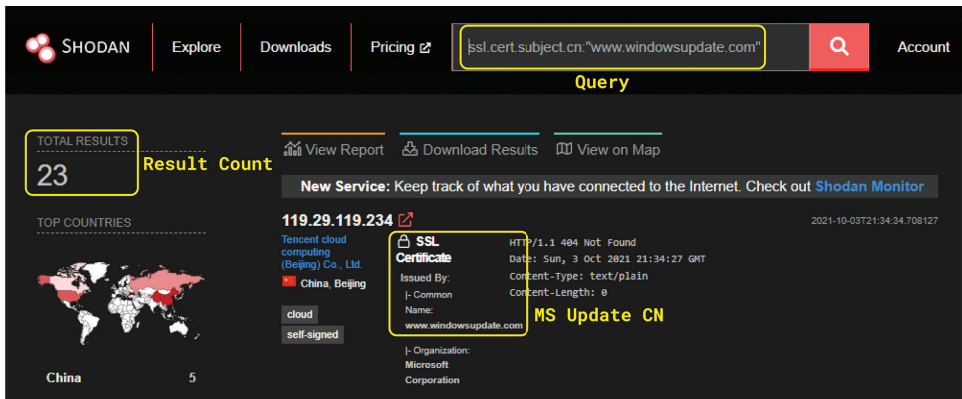 SHODAN Explore Downloads Pricing ssl.cert.subject.cn:"www.windowsupdate.com" Account
Query
TOTAL RESULTS
23
Result Count
View Report Download Results View on Map
New Service: Keep track of what you have connected to the Internet. Check out Shodan Monitor
TOP COUNTRIES
China 5
119.29.119.234
2021-10-03T21:34:34.708127
Tencent cloud
computing
(Beijing) Co., Ltd.
China, Beijing
cloud
self-signed
SSL
Certificate
Issued By:
|- Common
Name:
www.windowsupdate.com
|- Organization:
Microsoft
Corporation
MS Update CN
HTTP/1.1 404 Not Found
Date: Sun, 3 Oct 2021 21:34:27 GMT
Content-Type: text/plain
Content-Length: 0